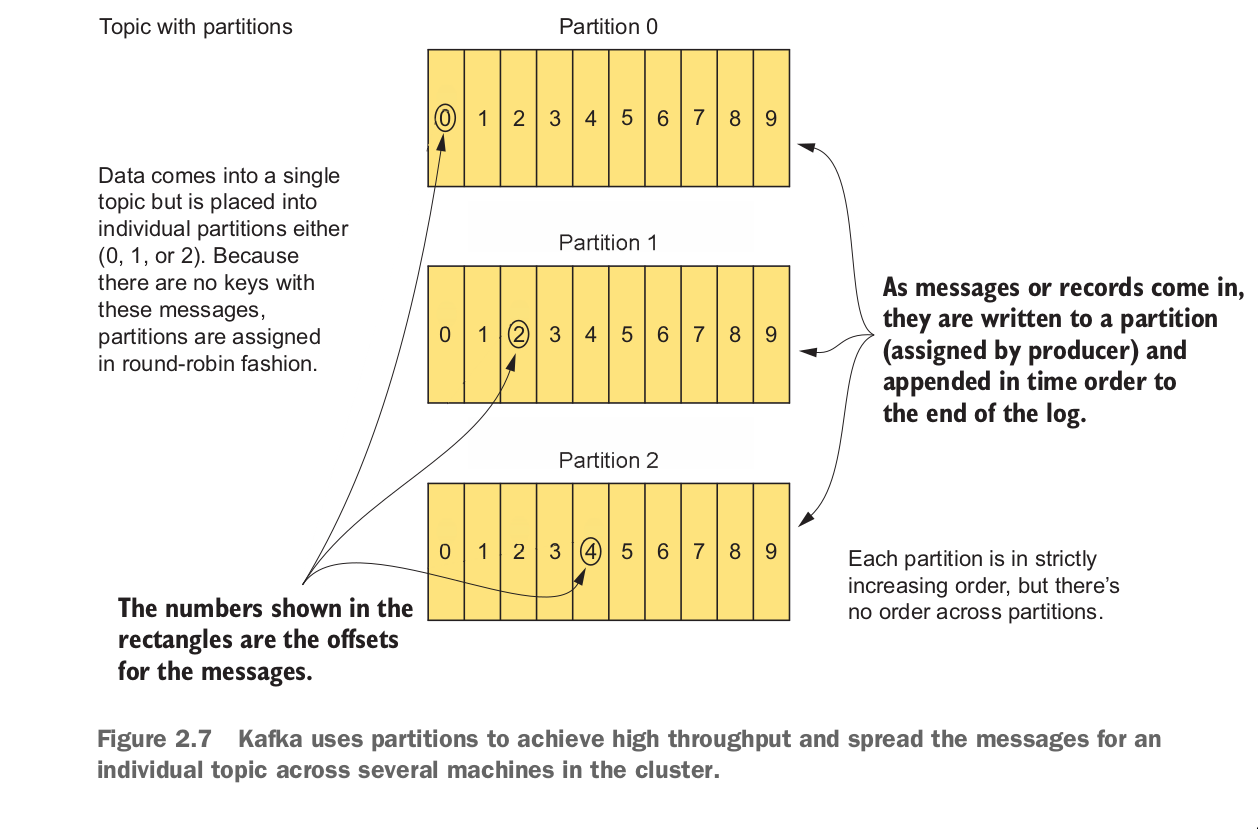 Topic with partitions
Partition 0
0 1 2 3 4 5 6 7 8 9
Data comes into a single
topic but is placed into
individual partitions either
(0, 1, or 2). Because
there are no keys with
these messages,
partitions are assigned
in round-robin fashion.
Partition 1
0 1 2 3 4 5 6 7 8 9
As messages or records come in,
they are written to a partition
(assigned by producer) and
appended in time order to
the end of the log.
Partition 2
0 1 2 3 4 5 6 7 8 9
Each partition is in strictly
increasing order, but there’s
no order across partitions.
The numbers shown in the
rectangles are the offsets
for the messages.
Figure 2.7 Kafka uses partitions to achieve high throughput and spread the messages for an
individual topic across several machines in the cluster.